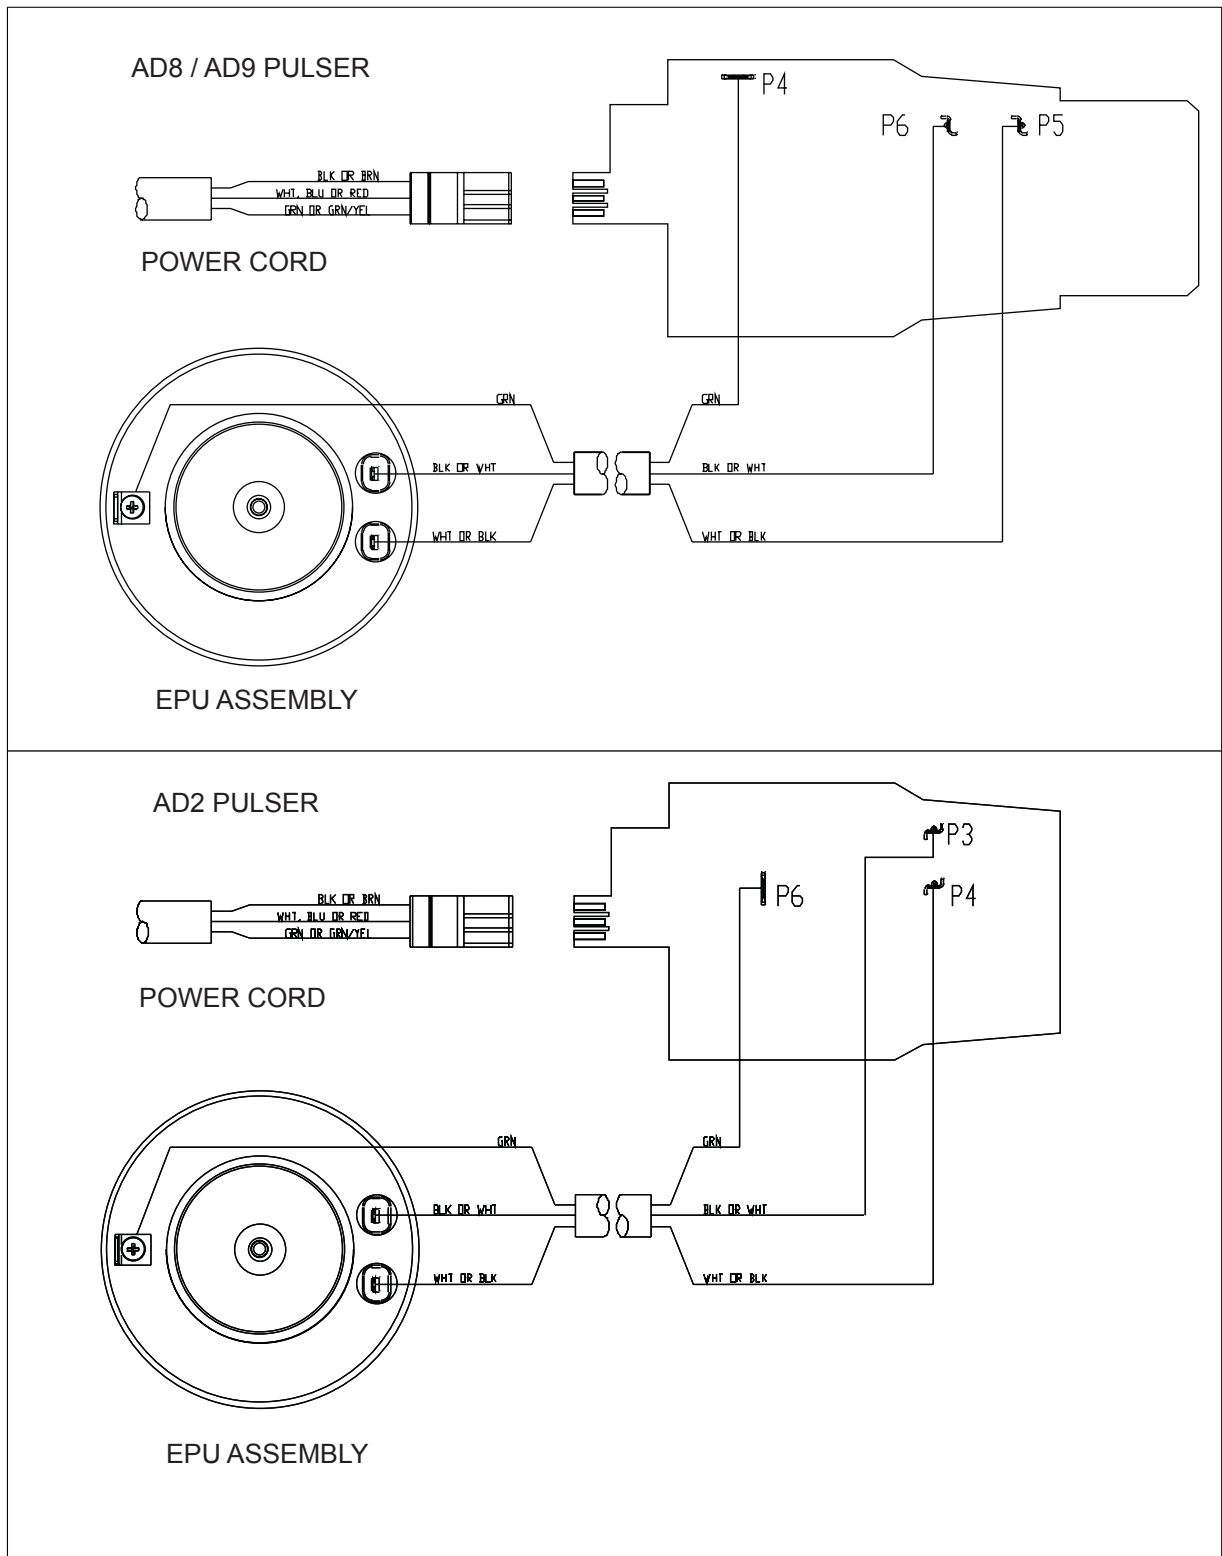 AD8 / AD9 PULSER
P4
P6
P5
BLK OR BRN
WHT, BLU OR RED
GRN OR GRN/YEL
POWER CORD
GRN
GRN
BLK OR WHT
BLK OR WHT
WHT OR BLK
WHT OR BLK
EPU ASSEMBLY
AD2 PULSER
P3
P6
P4
BLK OR BRN
WHT, BLU OR RED
GRN OR GRN/YEL
POWER CORD
GRN
GRN
BLK OR WHT
BLK OR WHT
WHT OR BLK
WHT OR BLK
EPU ASSEMBLY